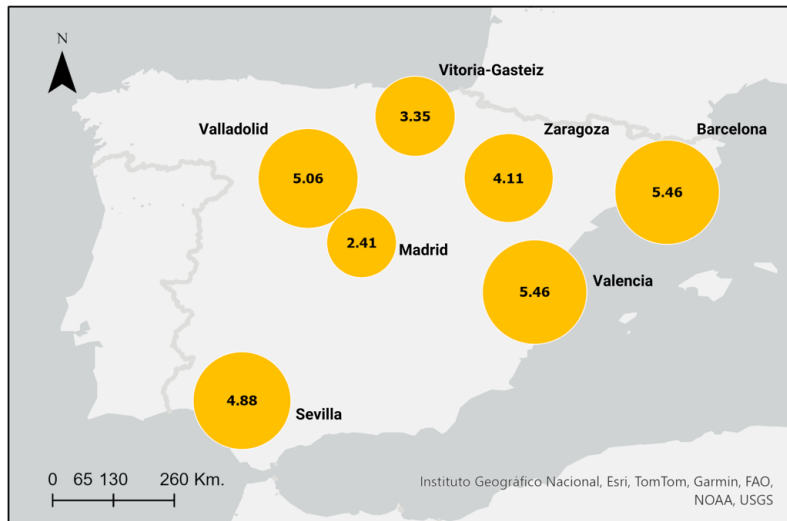 N
Vitoria-Gasteiz
3.35
Valladolid
Zaragoza
Barcelona
5.06
4.11
5.46
2.41
Madrid
Valencia
5.46
4.88
Sevilla
0 65 130 260 Km.
Instituto Geográfico Nacional, Esri, TomTom, Garmin, FAO,
NOAA, USGS